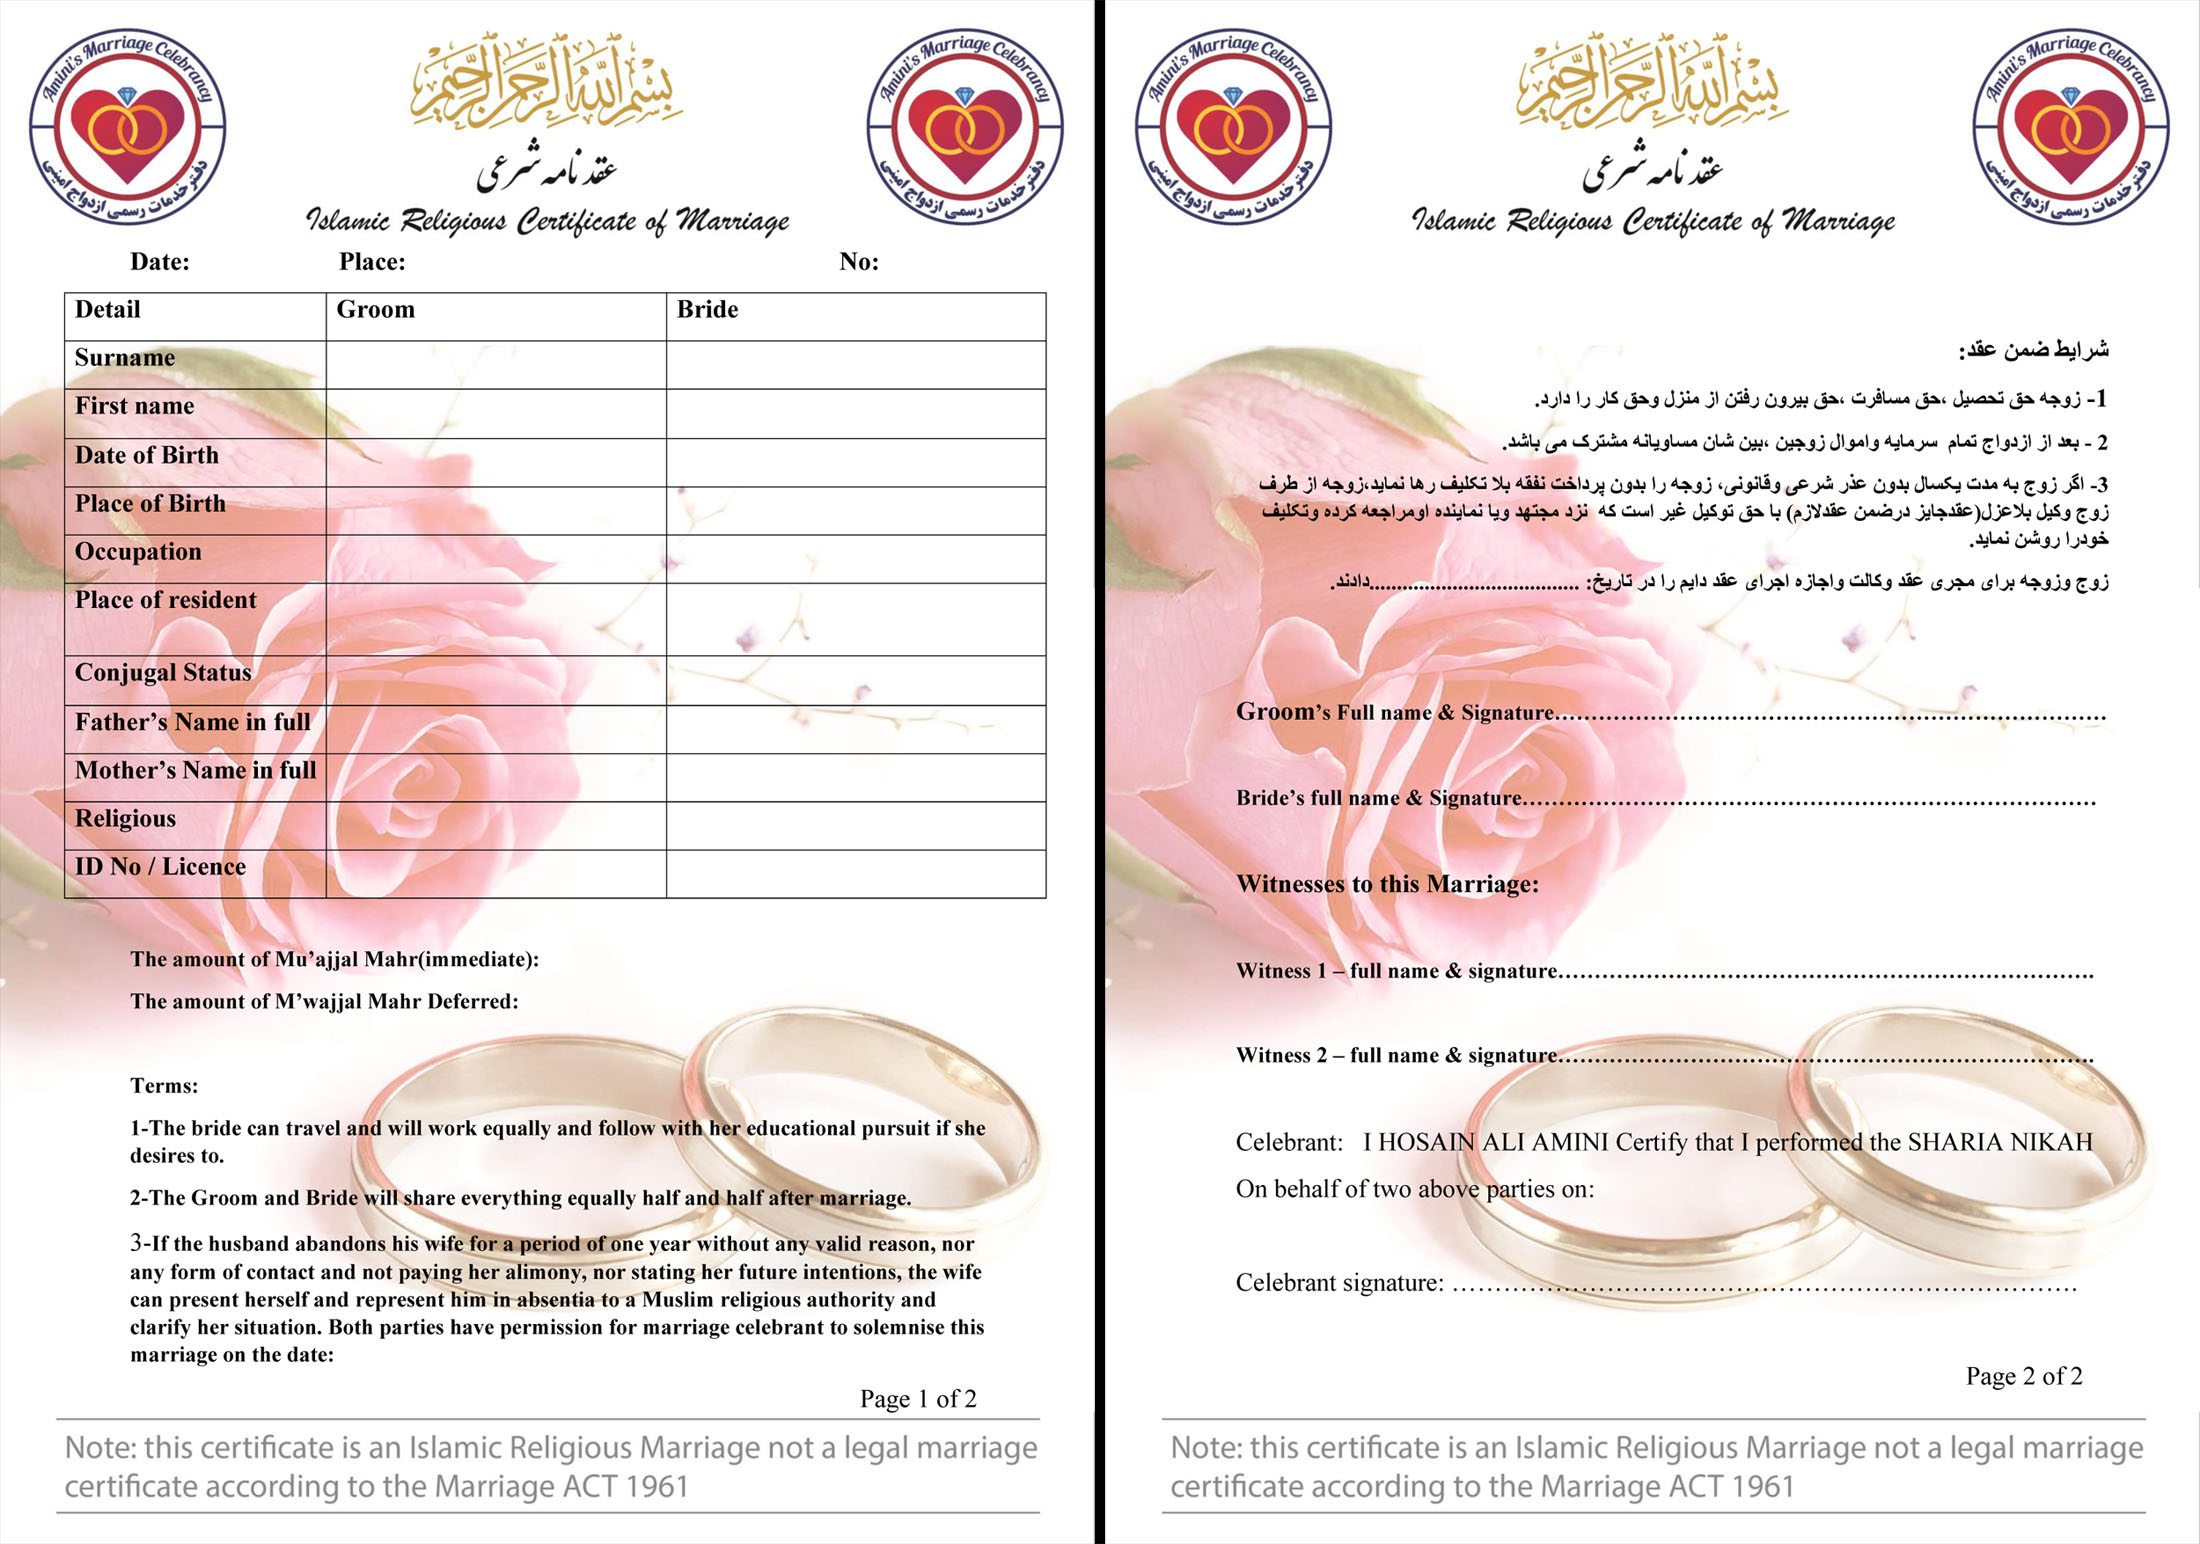 Amini's Marriage Celebrancy
دفتر خدمات رسمی ازدواج امینی
بسم الله الرحمن الرحیم
Amini's Marriage Celebrancy
دفتر خدمات رسمی ازدواج امینی
عقد نامه شرعی
Islamic Religious Certificate of Marriage
Date: Place: No:
Detail Groom Bride
Surname
First name
Date of Birth
Place of Birth
Occupation
Place of resident
Conjugal Status
Father's Name in full
Mother's Name in full
Religious
ID No / Licence
The amount of Mu'ajjal Mahr(immediate):
The amount of M'wajjal Mahr Deferred:
Terms:
1-The bride can travel and will work equally and follow with her educational pursuit if she
desires to.
2-The Groom and Bride will share everything equally half and half after marriage.
3-If the husband abandons his wife for a period of one year without any valid reason, nor
any form of contact and not paying her alimony, nor stating her future intentions, the wife
can present herself and represent him in absentia to a Muslim religious authority and
clarify her situation. Both parties have permission for marriage celebrant to solemnise this
marriage on the date:
Page 1 of 2
Note: this certificate is an Islamic Religious Marriage not a legal marriage
certificate according to the Marriage ACT 1961
Amini's Marriage Celebrancy
دفتر خدمات رسمی ازدواج امینی
بسم الله الرحمن الرحیم
Amini's Marriage Celebrancy
دفتر خدمات رسمی ازدواج امینی
عقد نامه شرعی
Islamic Religious Certificate of Marriage
شرایط ضمن عقد:
1- زوجه حق تحصیل ،حق مسافرت ،حق بیرون رفتن از منزل وحق کار را دارد.
2 - بعد از ازدواج تمام سرمایه واموال زوجین ،بین شان مساویانه مشترک می باشد.
3- اگر زوج به مدت یکسال بدون عذر شرعی وقانونی، زوجه را بدون پرداخت نفقه بلا تکلیف رها نماید،زوجه از طرف
زوج وکیل بلاعزل(عقدجایز درضمن عقدلازم) با حق توکیل غیر است که نزد مجتهد ویا نماینده اومراجعه کرده وتکلیف
خودرا روشن نماید.
زوج وزوجه برای مجری عقد وکالت واجازه اجرای عقد دایم را در تاریخ: ......................................دادند.
Groom's Full name & Signature……………………………………………………………………
Bride's full name & Signature……………………………………………………………………
Witnesses to this Marriage:
Witness 1 – full name & signature………………………………………………………………
Witness 2 – full name & signature………………………………………………………………
Celebrant: I HOSAIN ALI AMINI Certify that I performed the SHARIA NIKAH
On behalf of two above parties on:
Celebrant signature: ………………………………………………………………
Page 2 of 2
Note: this certificate is an Islamic Religious Marriage not a legal marriage
certificate according to the Marriage ACT 1961